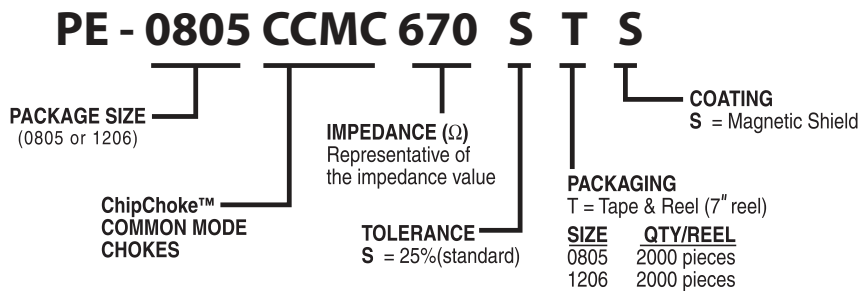 PE - 0805 CCMC 670 S T S
PACKAGE SIZE
(0805 or 1206)
ChipChoke™
COMMON MODE
CHOKES
IMPEDANCE (Ω)
Representative of
the impedance value
TOLERANCE
S = 25%(standard)
COATING
S = Magnetic Shield
PACKAGING
T = Tape & Reel (7" reel)
SIZE QTY/REEL
0805 2000 pieces
1206 2000 pieces